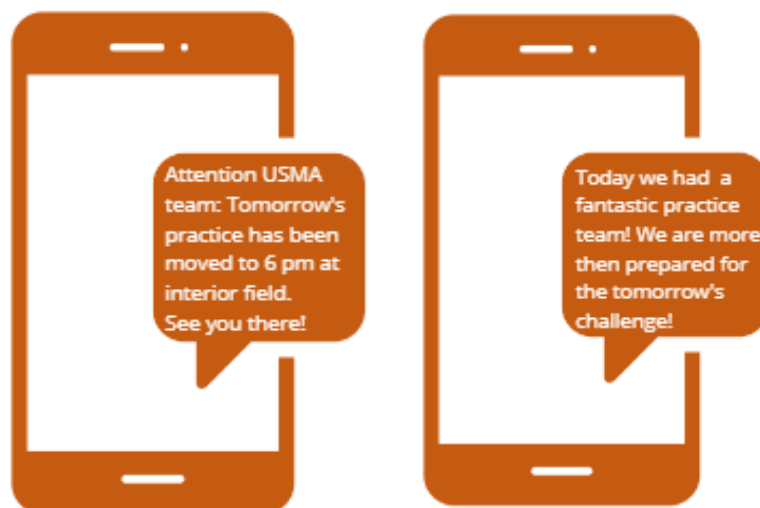 Attention USMA
team: Tomorrow's
practice has been
moved to 6 pm at
interior field.
See you there!
Today we had a
fantastic practice
team! We are more
then prepared for
the tomorrow's
challenge!